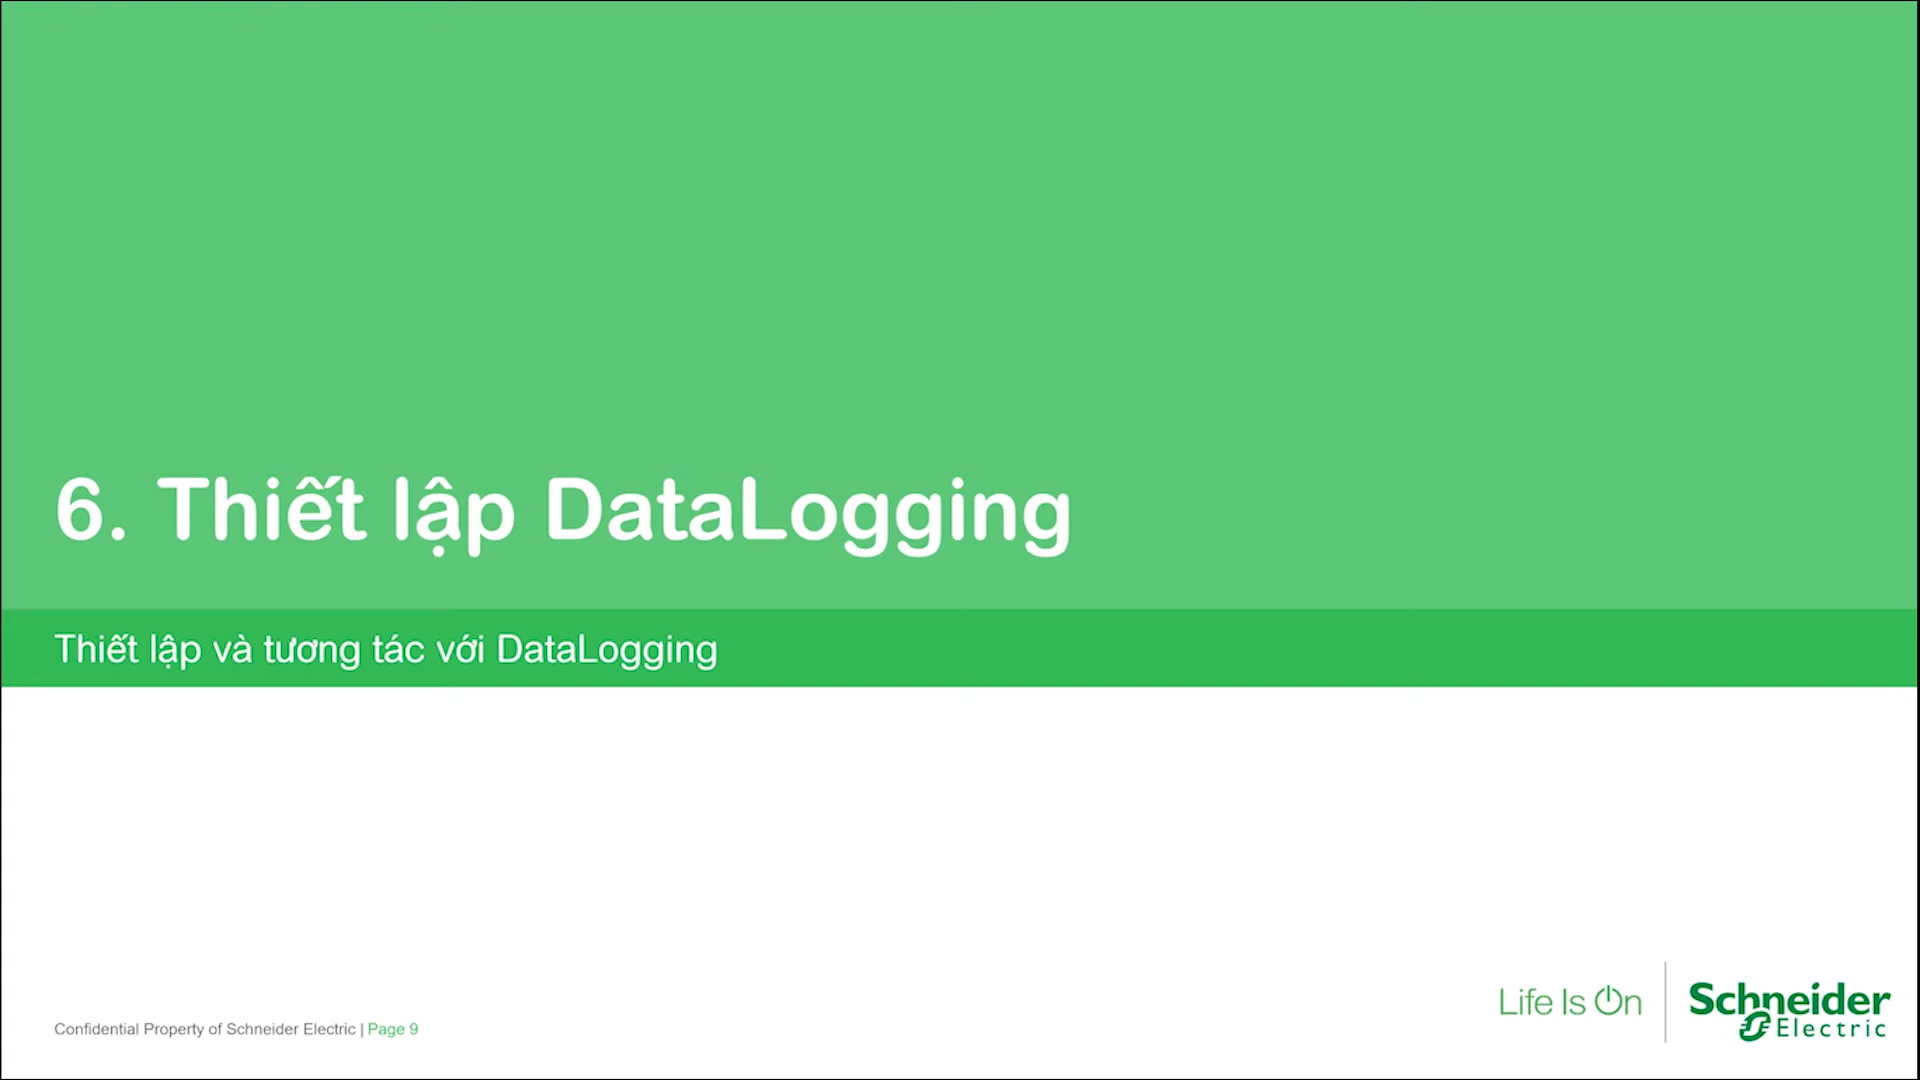 6. Thiết lập DataLogging
Thiết lập và tương tác với DataLogging
Confidential Property of Schneider Electric | Page 9
Life Is On
Schneider
Electric